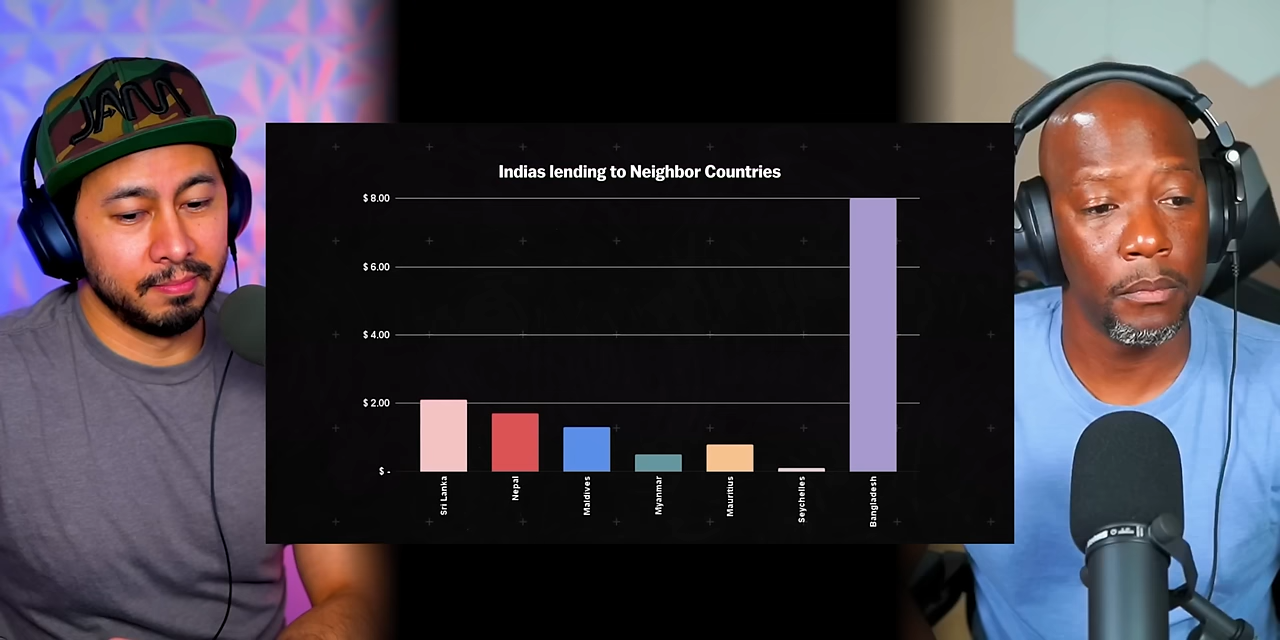 JAM
Indias lending to Neighbor Countries
$ 8.00
$ 6.00
$ 4.00
$ 2.00
$ -
Sri Lanka
Nepal
Maldives
Myanmar
Mauritius
Seychelles
Bangladesh